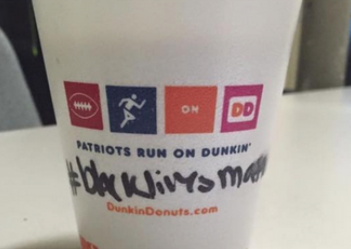 ON DD
PATRIOTS RUN ON DUNKIN'
#blacklivesmatter
DunkinDonuts.com